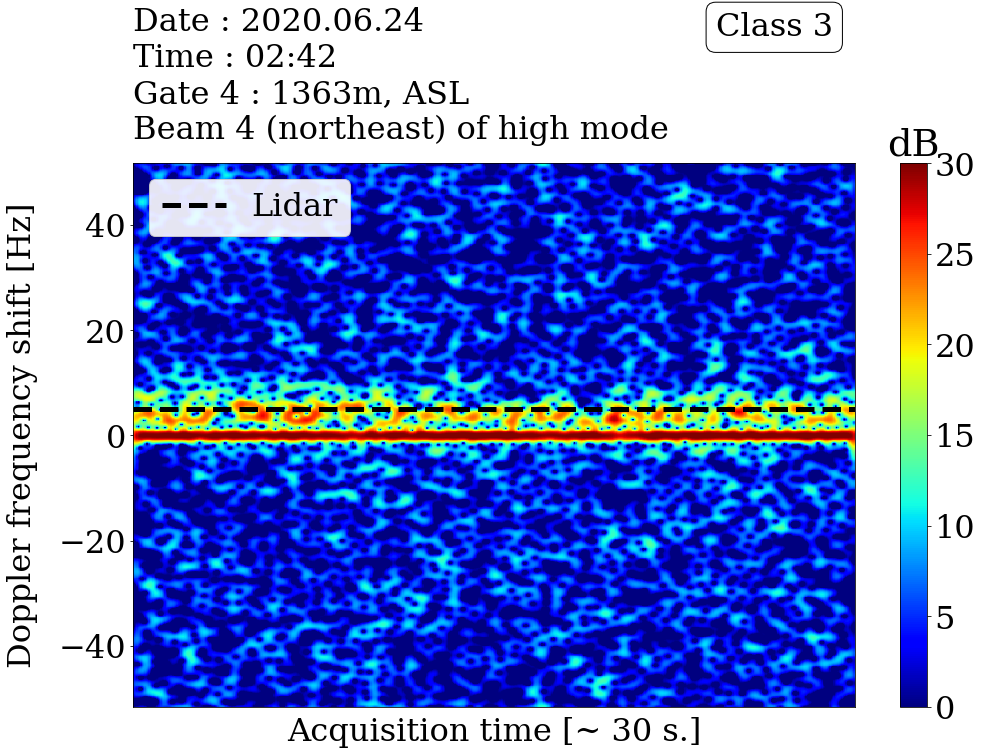 Date : 2020.06.24
Time : 02:42
Gate 4 : 1363m, ASL
Beam 4 (northeast) of high mode
Class 3
dB
Lidar
Doppler frequency shift [Hz]
40
20
0
−20
−40
Acquisition time [~ 30 s.]
30
25
20
15
10
5
0